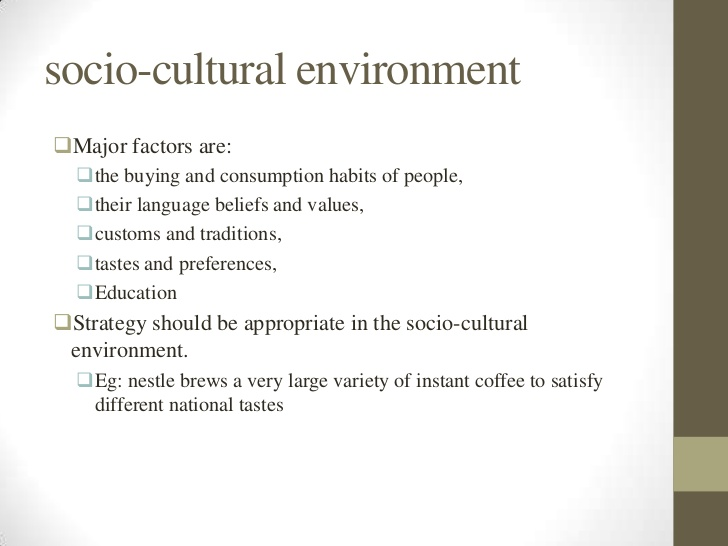 socio-cultural environment
Major factors are:
the buying and consumption habits of people,
their language beliefs and values,
customs and traditions,
tastes and preferences,
Education
Strategy should be appropriate in the socio-cultural
environment.
Eg: nestle brews a very large variety of instant coffee to satisfy
different national tastes